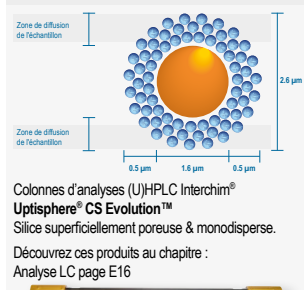 Zone de diffusion
de l'échantillon
2.6 µm
Zone de diffusion
de l'échantillon
0.5 µm 1.6 µm 0.5 µm
Colonnes d'analyses (U)HPLC Interchim®
Uptisphere® CS Evolution™
Silice superficiellement poreuse & monodisperse.
Découvrez ces produits au chapitre :
Analyse LC page E16